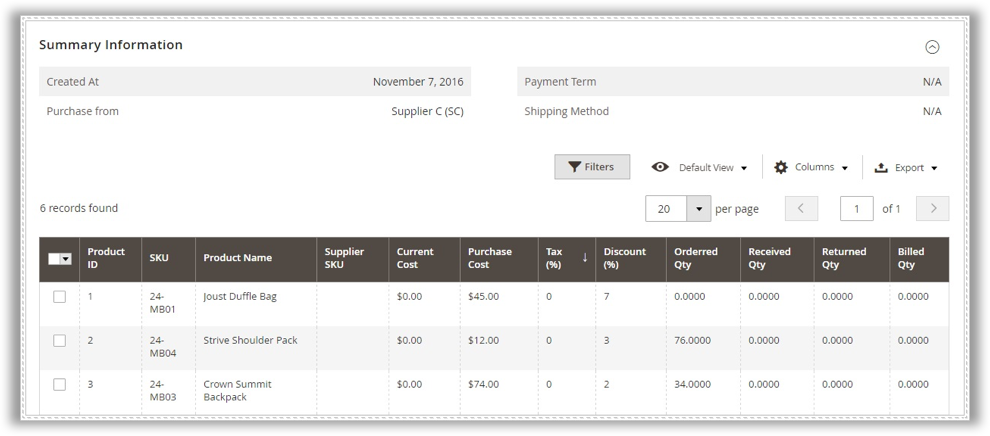 Summary Information
Created At November 7, 2016 Payment Term N/A
Purchase from Supplier C (SC) Shipping Method N/A
Filters Default View Columns Export
6 records found 20 per page 1 of 1
Product ID SKU Product Name Supplier SKU Current Cost Purchase Cost Tax (%) ↓ Discount (%) Orderred Qty Received Qty Returned Qty Billed Qty
1 24-MB01 Joust Duffle Bag $0.00 $45.00 0 7 0.0000 0.0000 0.0000 0.0000
2 24-MB04 Strive Shoulder Pack $0.00 $12.00 0 3 76.0000 0.0000 0.0000 0.0000
3 24-MB03 Crown Summit Backpack $0.00 $74.00 0 2 34.0000 0.0000 0.0000 0.0000